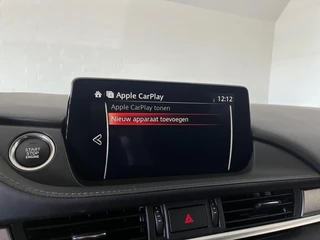 Apple CarPlay
12:12
Apple CarPlay tonen
Nieuw apparaat toevoegen
START
STOP
ENGINE